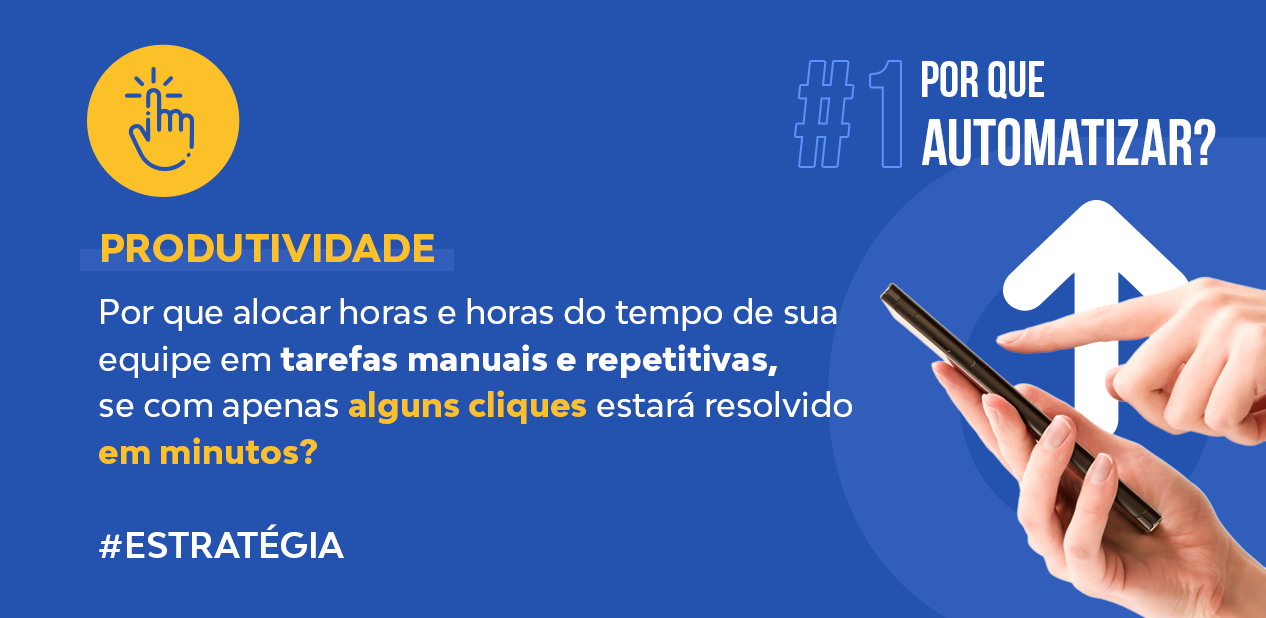 #1 POR QUE
AUTOMATIZAR?
PRODUTIVIDADE
Por que alocar horas e horas do tempo de sua
equipe em tarefas manuais e repetitivas,
se com apenas alguns cliques estará resolvido
em minutos?
#ESTRATÉGIA